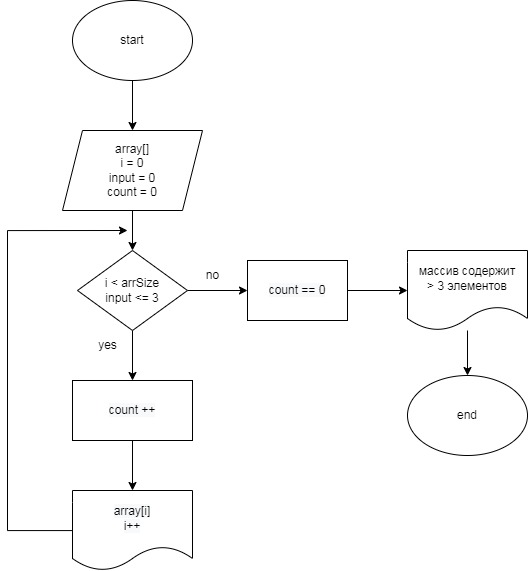 start
array[]
i = 0
input = 0
count = 0
i < arrSize
input <= 3
no
count == 0
массив содержит
> 3 элементов
yes
count ++
end
array[i]
i++